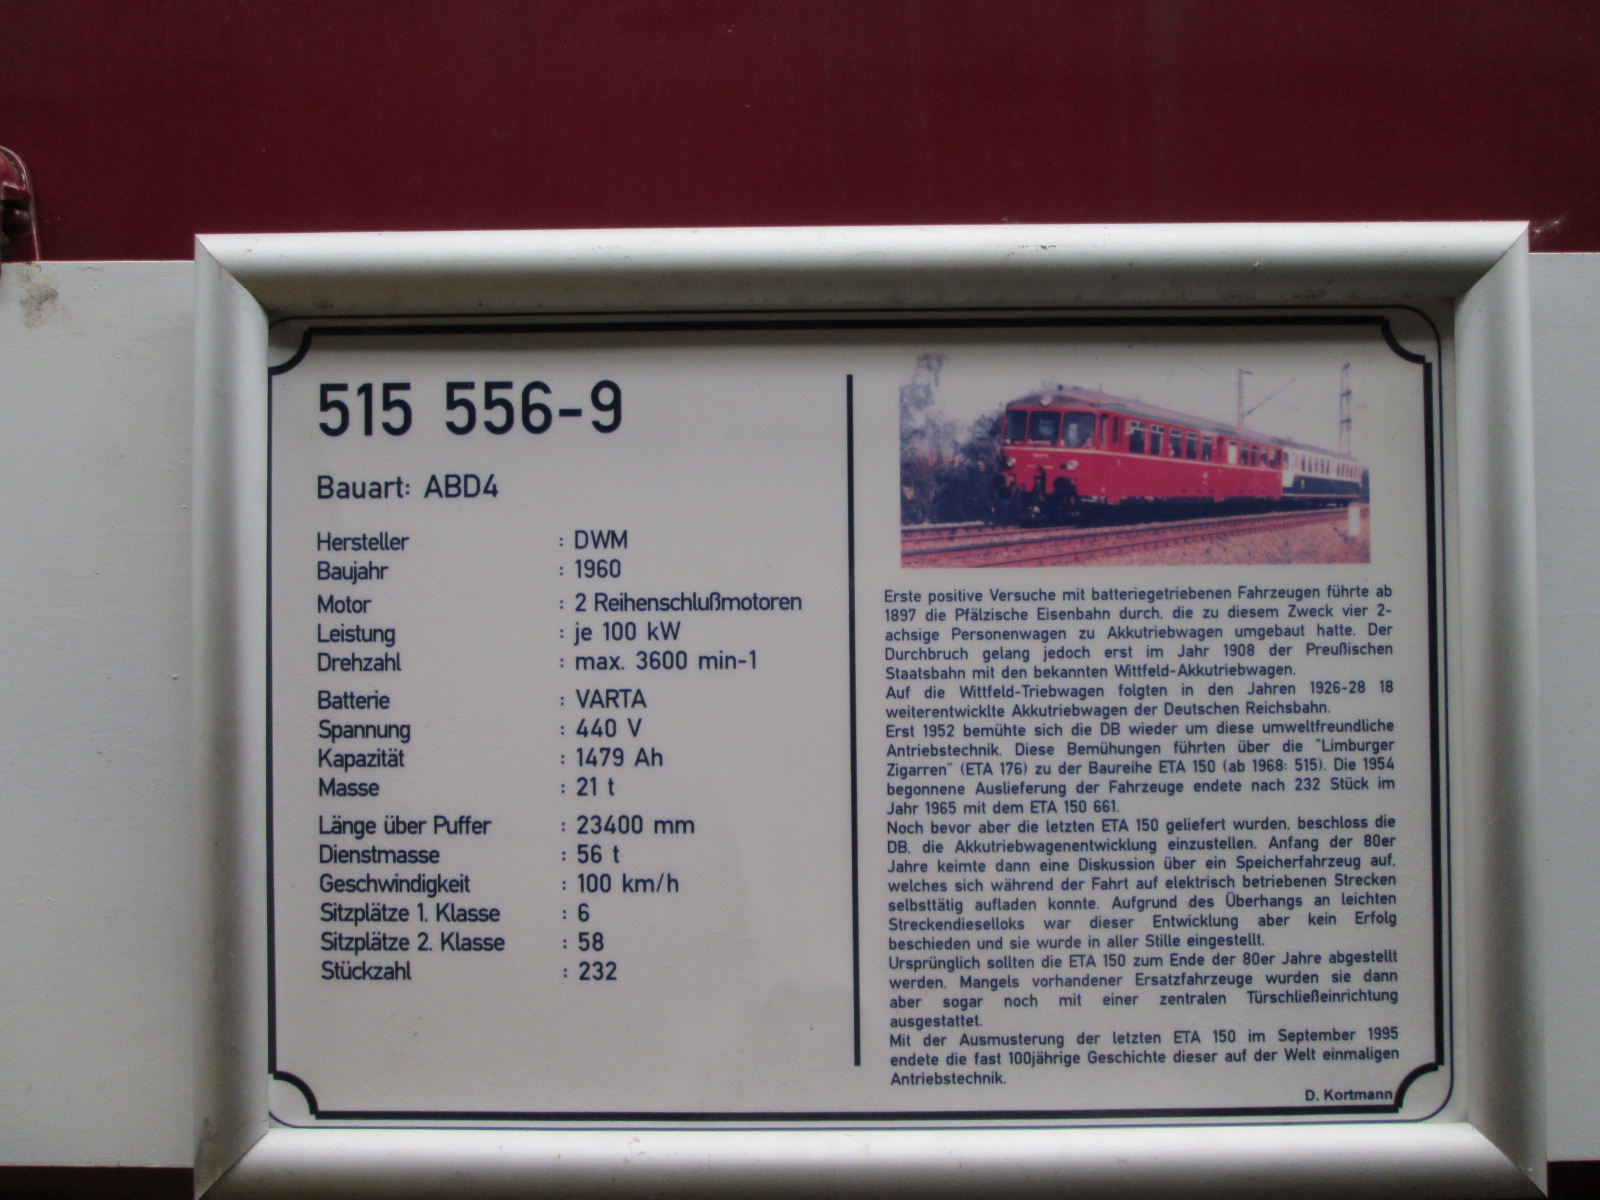 515 556-9
Bauart: ABD4
Hersteller : DWM
Baujahr : 1960
Motor : 2 Reihenschlußmotoren
Leistung : je 100 kW
Drehzahl : max. 3600 min-1
Batterie : VARTA
Spannung : 440 V
Kapazität : 1479 Ah
Masse : 21 t
Länge über Puffer : 23400 mm
Dienstmasse : 56 t
Geschwindigkeit : 100 km/h
Sitzplätze 1. Klasse : 6
Sitzplätze 2. Klasse : 58
Stückzahl : 232
Erste positive Versuche mit batteriegetriebenen Fahrzeugen führte ab
1897 die Pfälzische Eisenbahn durch, die zu diesem Zweck vier 2-
achsige Personenwagen zu Akkutriebwagen umgebaut hatte. Der
Durchbruch gelang jedoch erst im Jahr 1908 der Preußischen
Staatsbahn mit den bekannten Wittfeld-Akkutriebwagen.
Auf die Wittfeld-Triebwagen folgten in den Jahren 1926-28 18
weiterentwicklte Akkutriebwagen der Deutschen Reichsbahn.
Erst 1952 bemühte sich die DB wieder um diese umweltfreundliche
Antriebstechnik. Diese Bemühungen führten über die "Limburger
Zigarren" (ETA 176) zu der Baureihe ETA 150 (ab 1968: 515). Die 1954
begonnene Auslieferung der Fahrzeuge endete nach 232 Stück im
Jahr 1965 mit dem ETA 150 661.
Noch bevor aber die letzten ETA 150 geliefert wurden, beschloss die
DB, die Akkutriebwagenentwicklung einzustellen. Anfang der 80er
Jahre keimte dann eine Diskussion über ein Speicherfahrzeug auf,
welches sich während der Fahrt auf elektrisch betriebenen Strecken
selbsttätig aufladen konnte. Aufgrund des Überhangs an leichten
Streckendiesellloks war dieser Entwicklung aber kein Erfolg
beschieden und sie wurde in aller Stille eingestellt.
Ursprünglich sollten die ETA 150 zum Ende der 80er Jahre abgestellt
werden. Mangels vorhandener Ersatzfahrzeuge wurden sie dann
aber sogar noch mit einer zentralen Türschließeinrichtung
ausgestattet.
Mit der Ausmusterung der letzten ETA 150 im September 1995
endete die fast 100jährige Geschichte dieser auf der Welt einmaligen
Antriebstechnik.
D. Kortmann